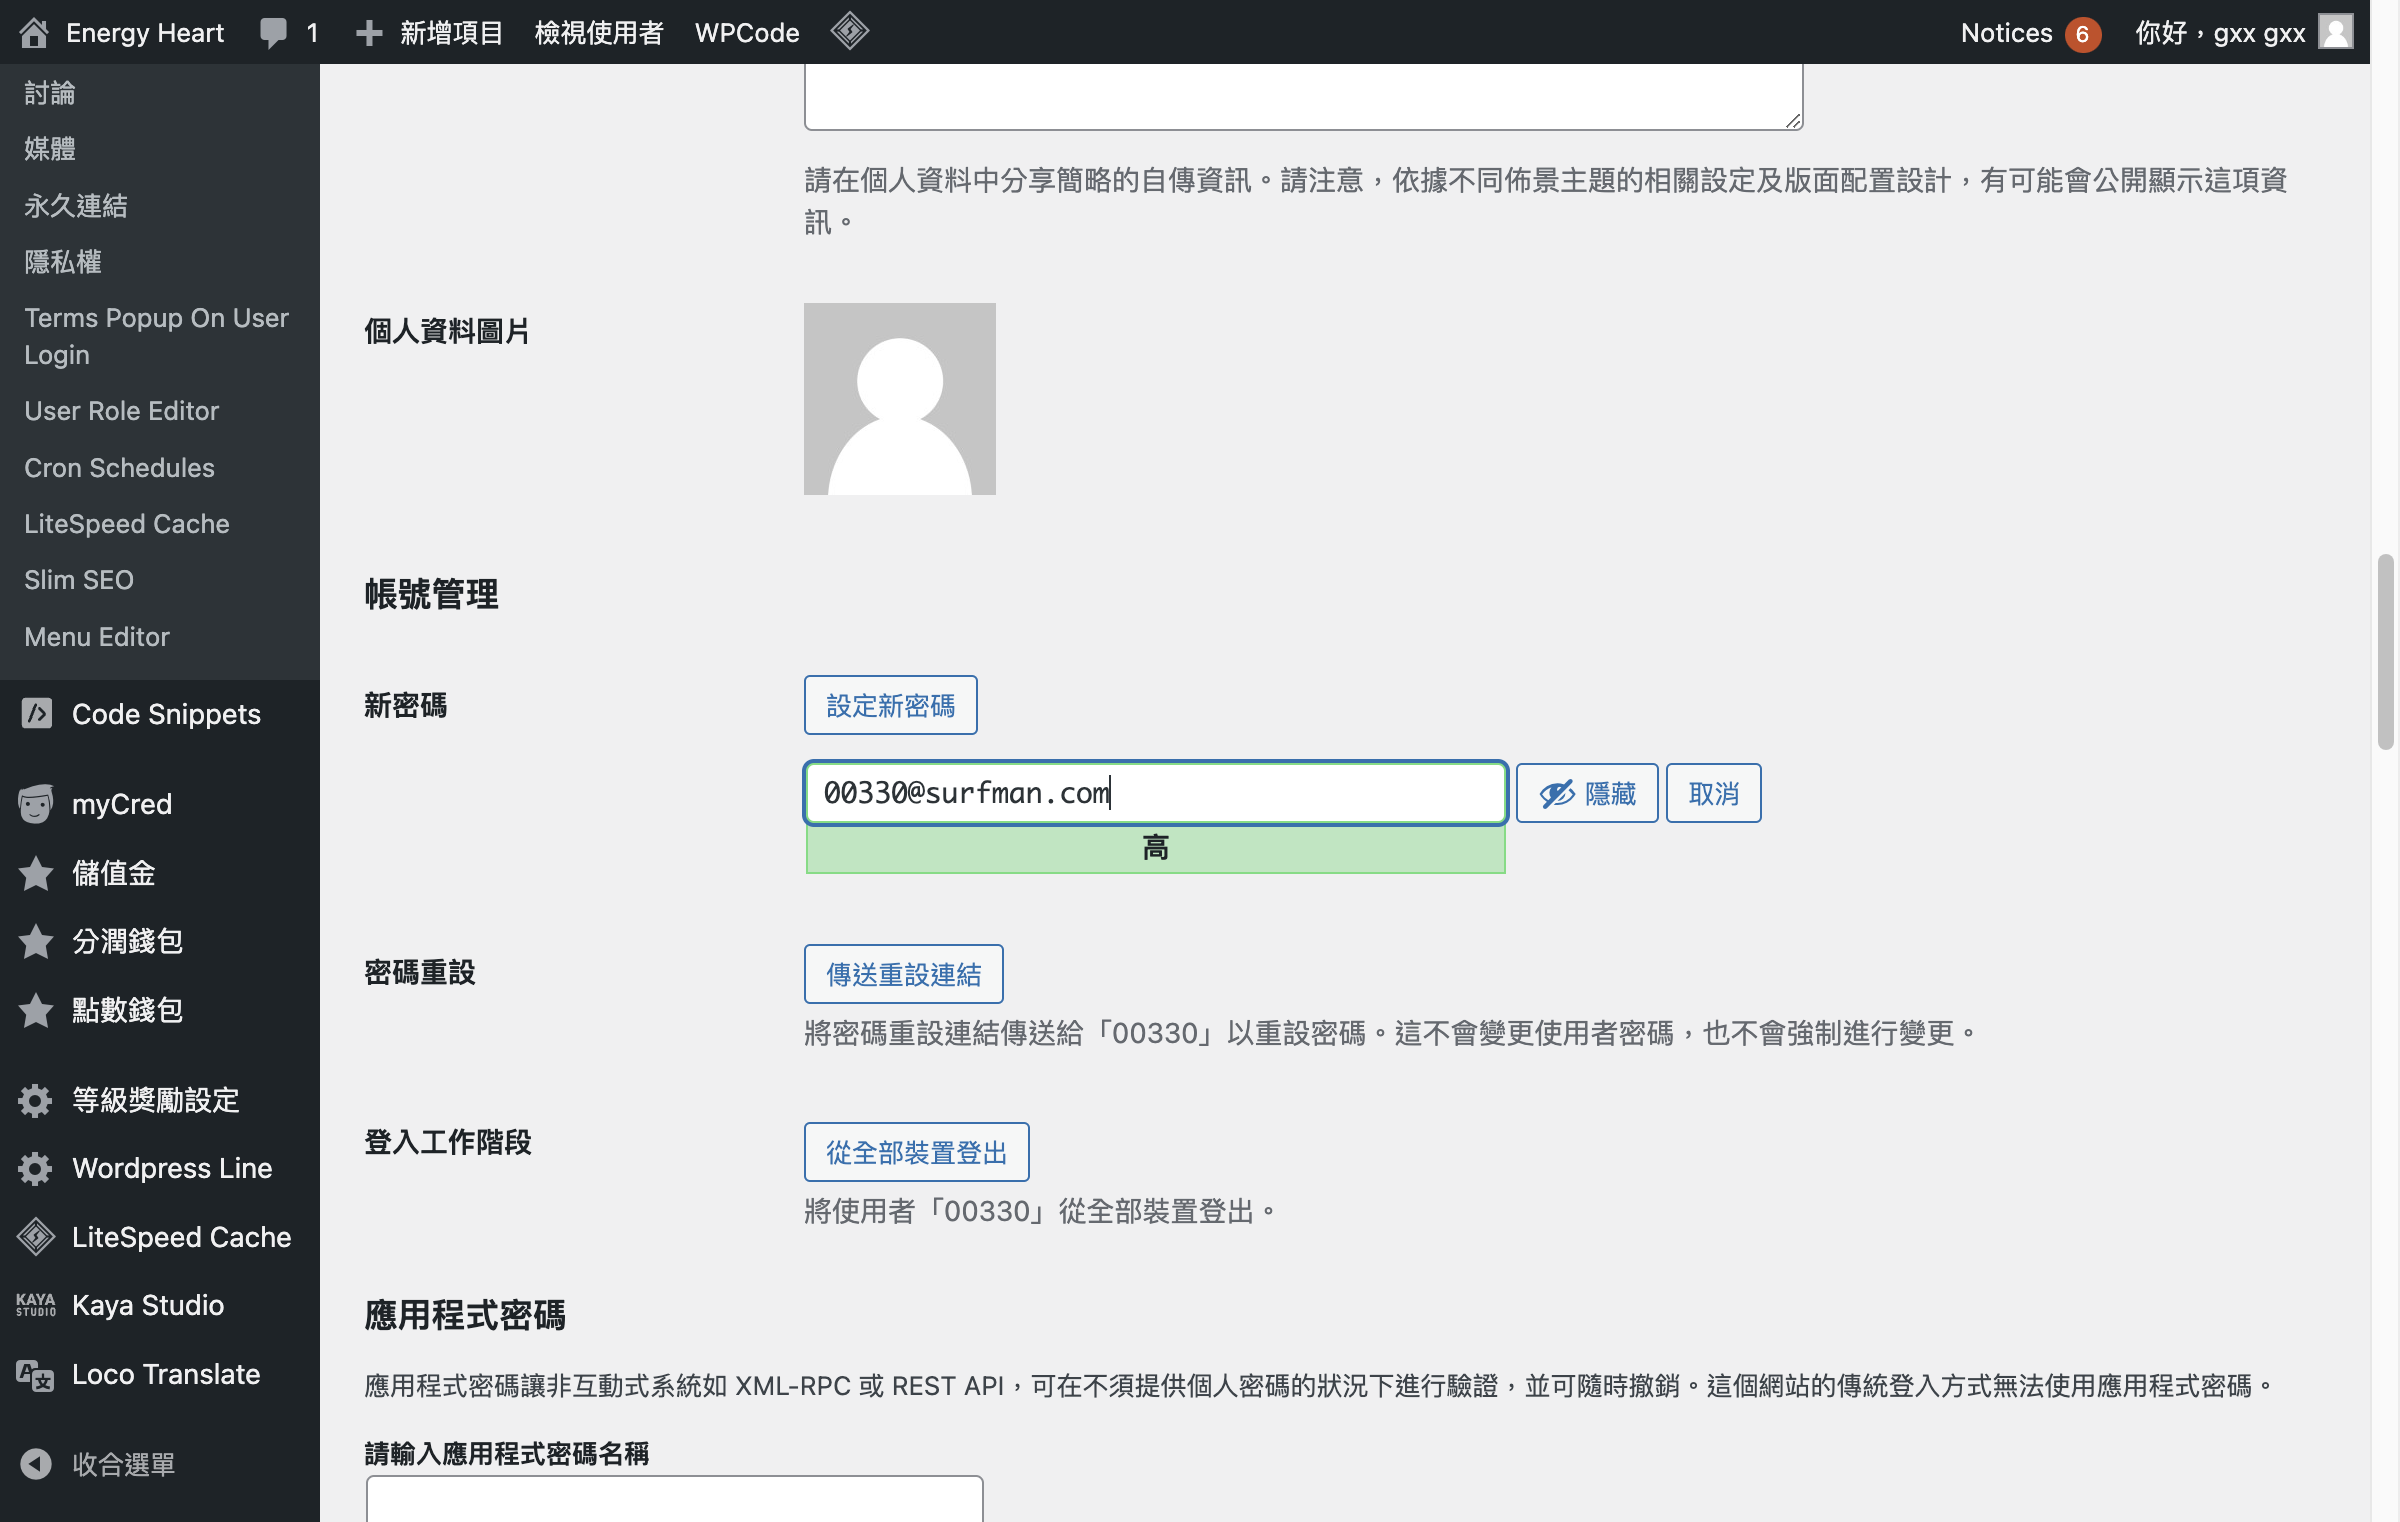 Energy Heart 1 新增項目 檢視使用者 WPCode Notices 6 你好，gxx gxx
討論
媒體
永久連結
隱私權
Terms Popup On User
Login
User Role Editor
Cron Schedules
LiteSpeed Cache
Slim SEO
Menu Editor
Code Snippets
myCred
儲值金
分潤錢包
點數錢包
等級獎勵設定
Wordpress Line
LiteSpeed Cache
KAYA
STUDIO
Kaya Studio
Loco Translate
收合選單
請在個人資料中分享簡略的自傳資訊。請注意，依據不同佈景主題的相關設定及版面配置設計，有可能會公開顯示這項資
訊。
個人資料圖片
帳號管理
新密碼
設定新密碼
00330@surfman.com 隱藏 取消
高
密碼重設
傳送重設連結
將密碼重設連結傳送給「00330」以重設密碼。這不會變更使用者密碼，也不會強制進行變更。
登入工作階段
從全部裝置登出
將使用者「00330」從全部裝置登出。
應用程式密碼
應用程式密碼讓非互動式系統如 XML-RPC 或 REST API，可在不須提供個人密碼的狀況下進行驗證，並可隨時撤銷。這個網站的傳統登入方式無法使用應用程式密碼。
請輸入應用程式密碼名稱